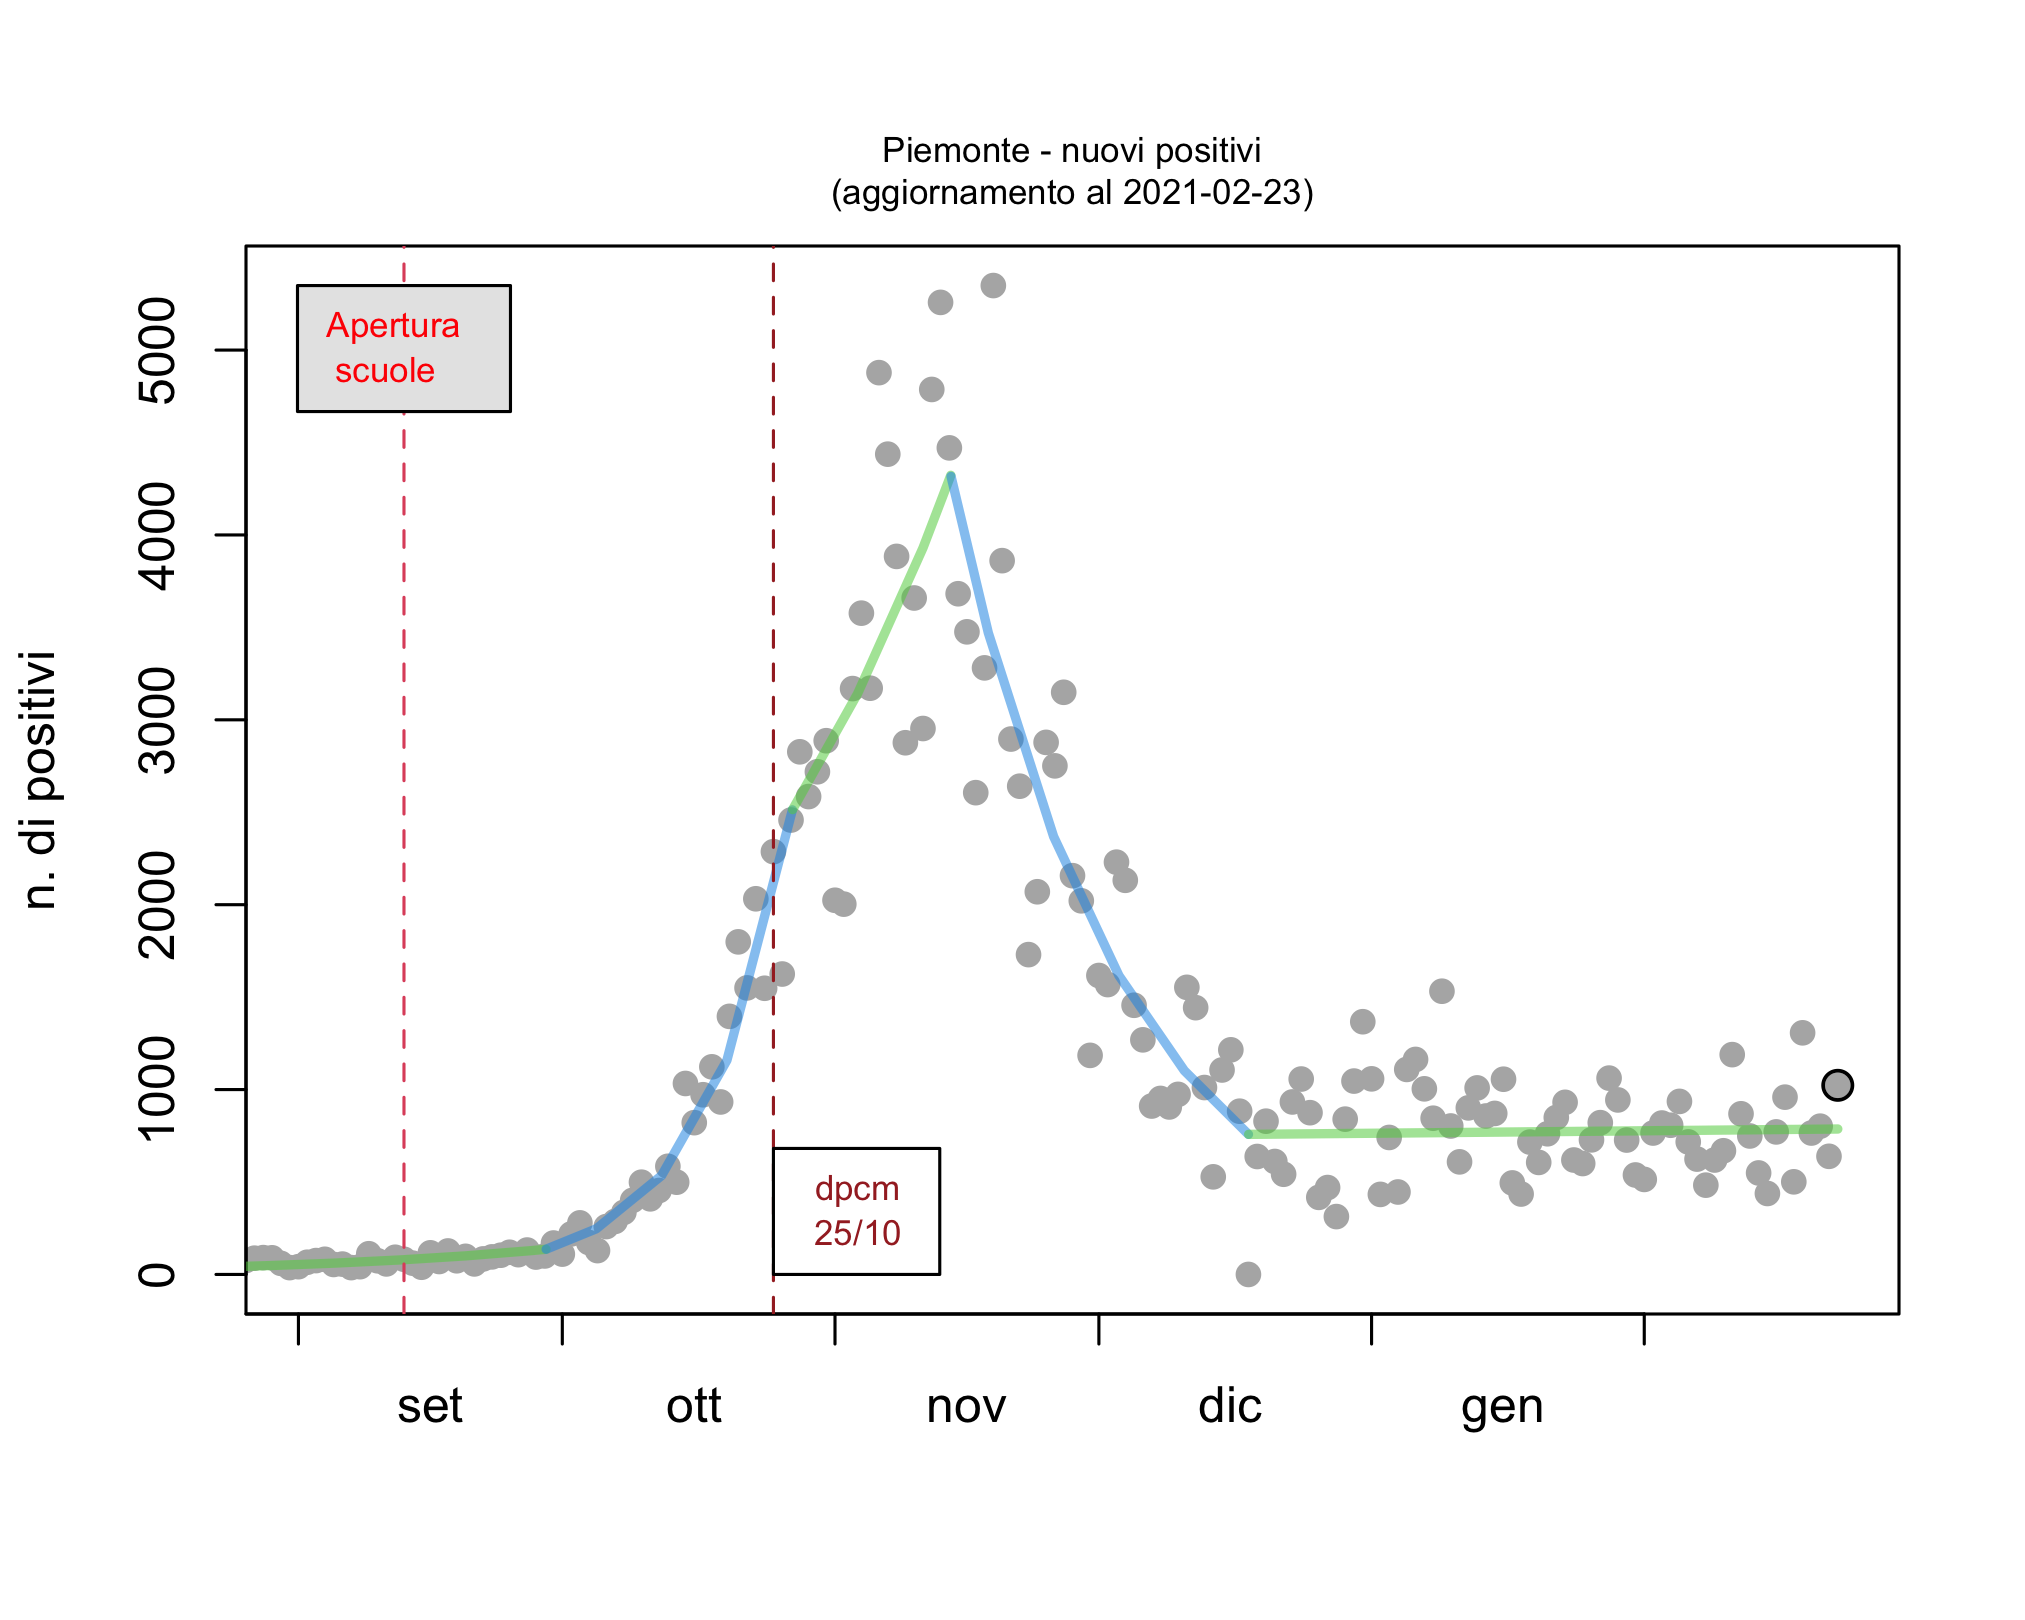 Piemonte - nuovi positivi
(aggiornamento al 2021-02-23)
n. di positivi
5000
4000
3000
2000
1000
0
Apertura
scuole
dpcm
25/10
set
ott
nov
dic
gen